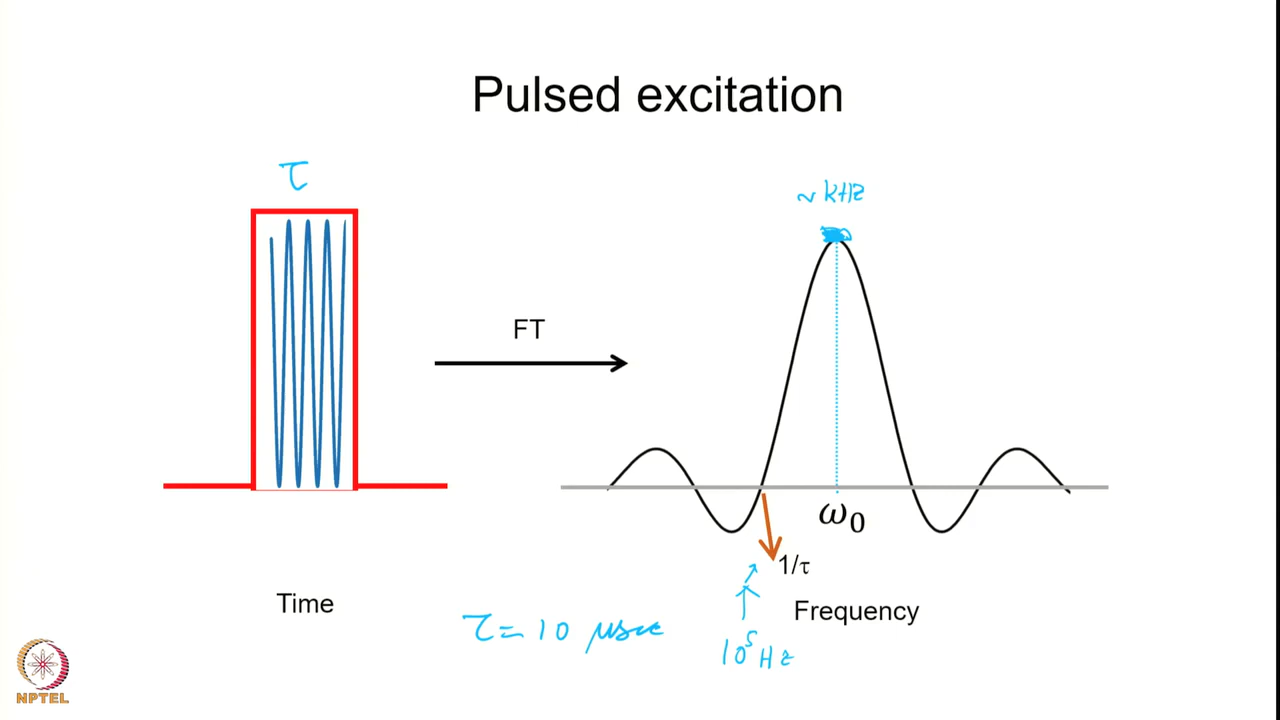 Pulsed excitation
τ
~ kHz
FT
ω₀
1/τ
Time
Frequency
τ = 10 μsec
10⁵ Hz
NPTEL